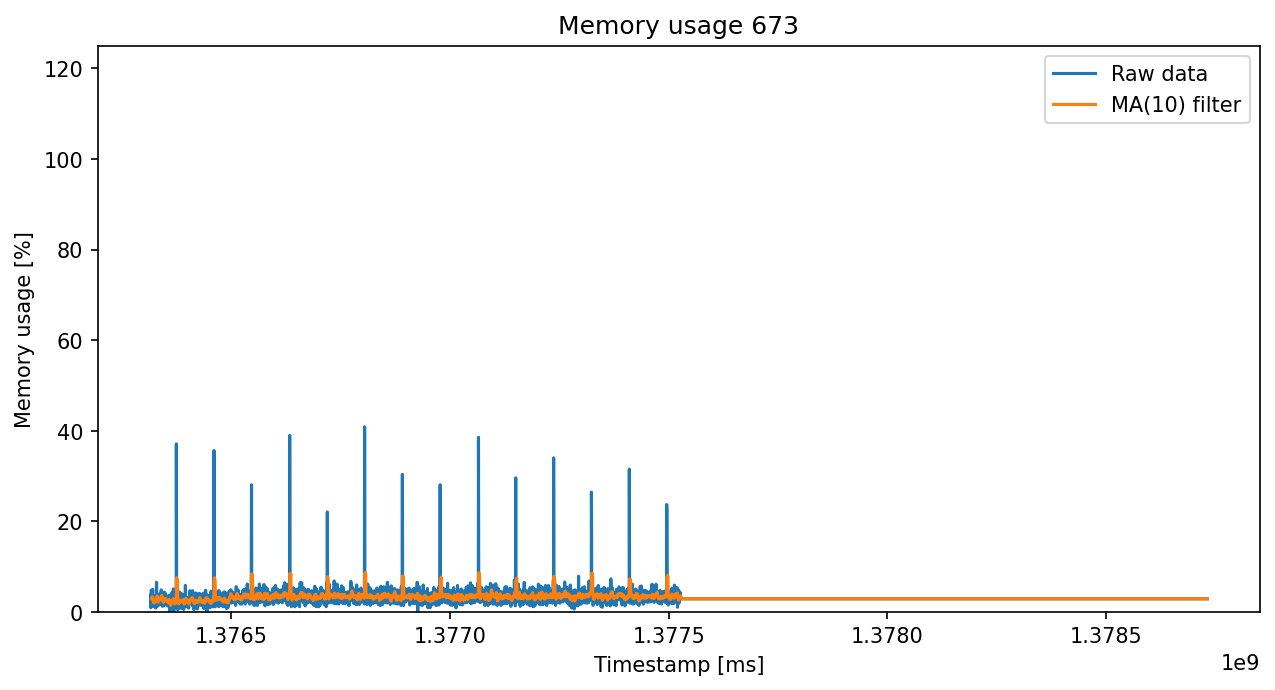 Memory usage 673
Raw data
MA(10) filter
Memory usage [%]
120
100
80
60
40
20
0
1.3765
1.3770
1.3775
1.3780
1.3785
1e9
Timestamp [ms]